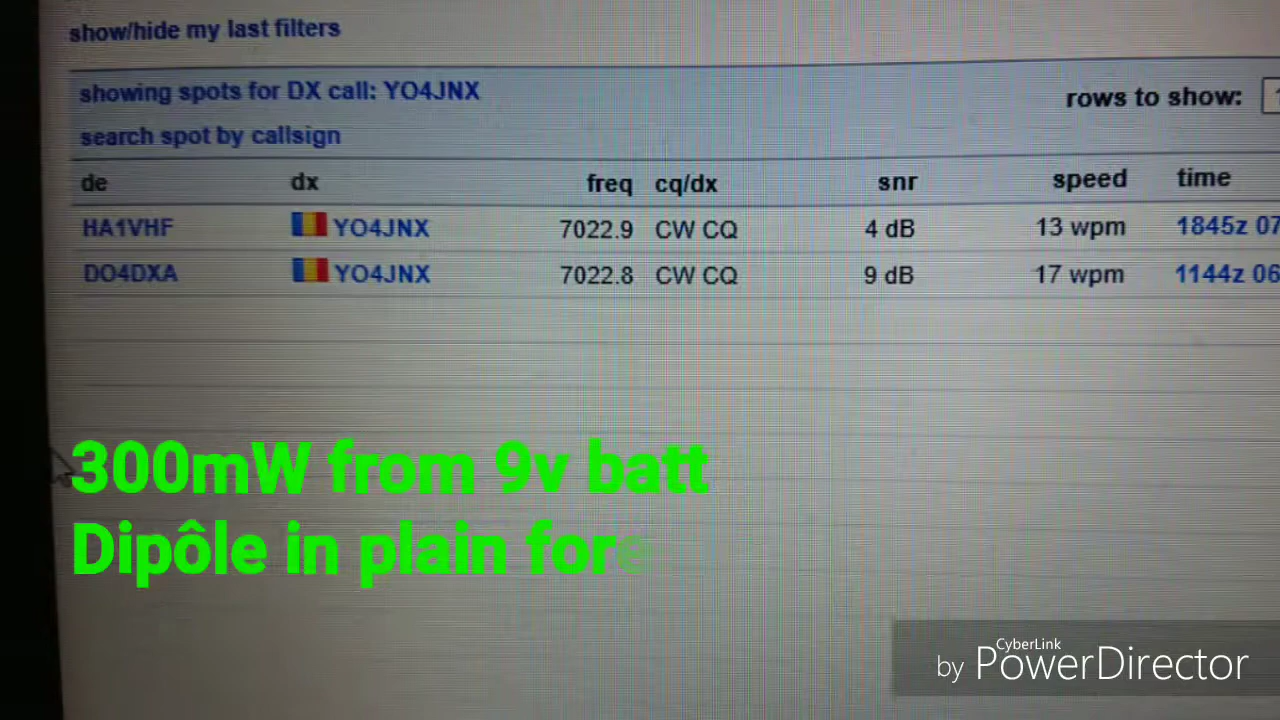 show/hide my last filters
showing spots for DX call: YO4JNX
rows to show:
search spot by callsign
de dx freq cq/dx snr speed time
HA1VHF YO4JNX 7022.9 CW CQ 4 dB 13 wpm 1845z 07
DO4DXA YO4JNX 7022.8 CW CQ 9 dB 17 wpm 1144z 06
300mW from 9v batt
Dipôle in plain fore
CyberLink
by PowerDirector